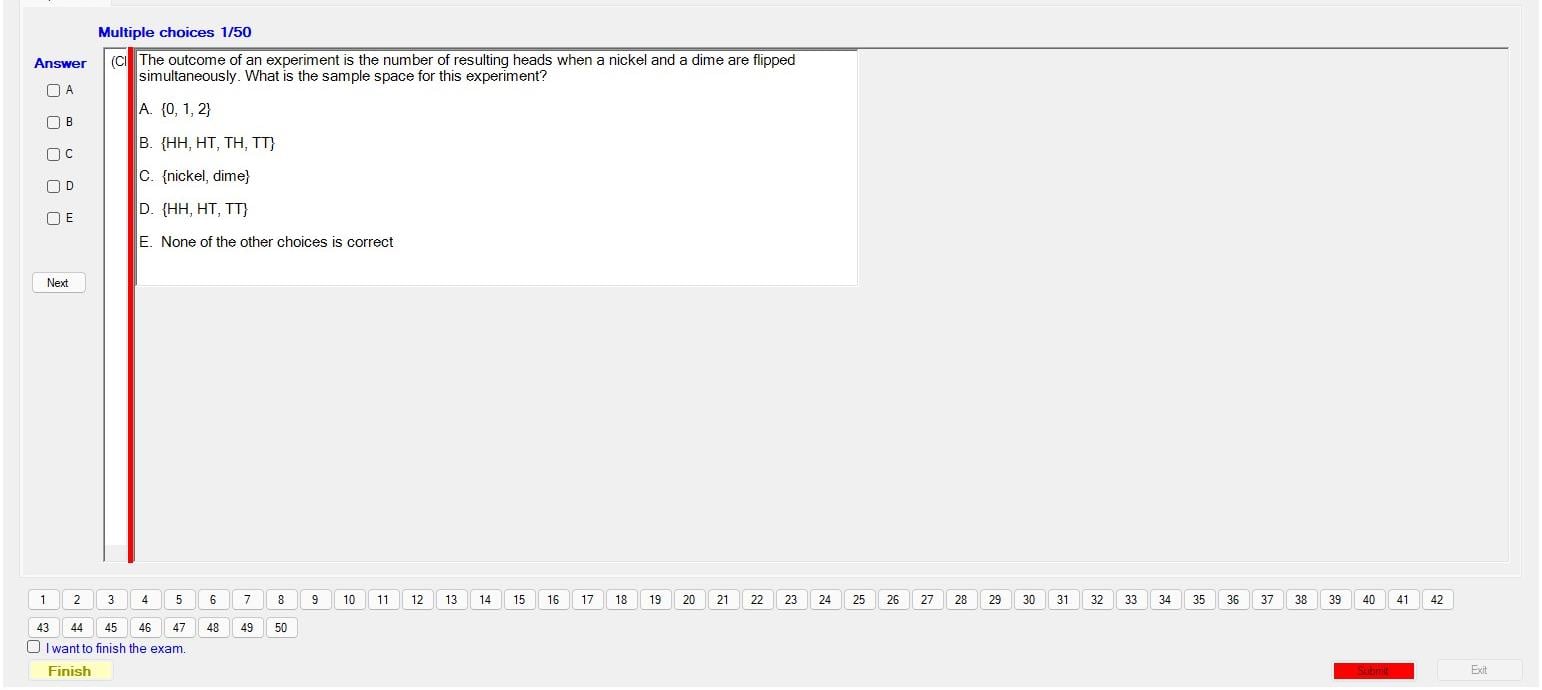 Multiple choices 1/50
Answer
(Cl
The outcome of an experiment is the number of resulting heads when a nickel and a dime are flipped
simultaneously. What is the sample space for this experiment?
A
A. {0, 1, 2}
B
B. {HH, HT, TH, TT}
C
C. {nickel, dime}
D
D. {HH, HT, TT}
E
E. None of the other choices is correct
Next
1 2 3 4 5 6 7 8 9 10 11 12 13 14 15 16 17 18 19 20 21 22 23 24 25 26 27 28 29 30 31 32 33 34 35 36 37 38 39 40 41 42
43 44 45 46 47 48 49 50
I want to finish the exam.
Finish
Submit
Exit